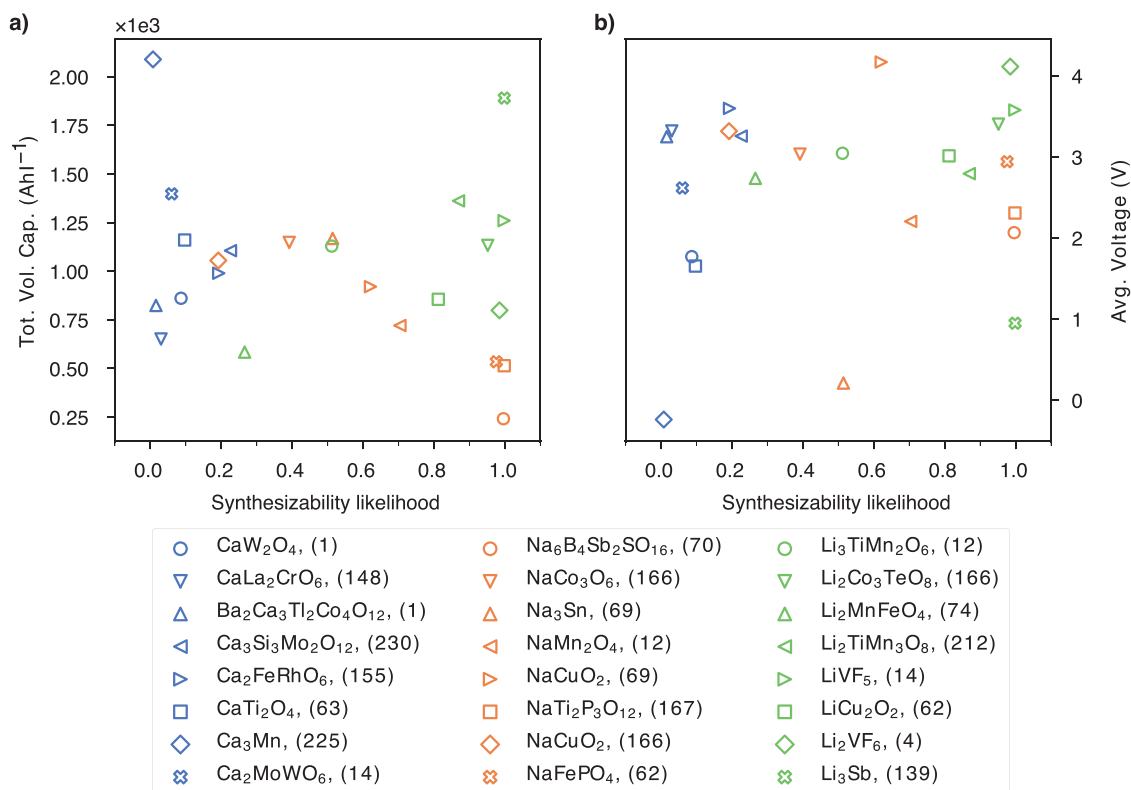 a)
×1e3
b)
2.00
1.75
1.50
1.25
1.00
0.75
0.50
0.25
Tot. Vol. Cap. (Ahl⁻¹)
0.0 0.2 0.4 0.6 0.8 1.0
Synthesizability likelihood
4
3
2
1
0
Avg. Voltage (V)
0.0 0.2 0.4 0.6 0.8 1.0
Synthesizability likelihood
CaW₂O₄, (1)
CaLa₂CrO₆, (148)
Ba₂Ca₃Tl₂Co₄O₁₂, (1)
Ca₃Si₃Mo₂O₁₂, (230)
Ca₂FeRhO₆, (155)
CaTi₂O₄, (63)
Ca₃Mn, (225)
Ca₂MoWO₆, (14)
Na₆B₄Sb₂SO₁₆, (70)
NaCo₃O₆, (166)
Na₃Sn, (69)
NaMn₂O₄, (12)
NaCuO₂, (69)
NaTi₂P₃O₁₂, (167)
NaCuO₂, (166)
NaFePO₄, (62)
Li₃TiMn₂O₆, (12)
Li₂Co₃TeO₈, (166)
Li₂MnFeO₄, (74)
Li₂TiMn₃O₈, (212)
LiVF₅, (14)
LiCu₂O₂, (62)
Li₂VF₆, (4)
Li₃Sb, (139)